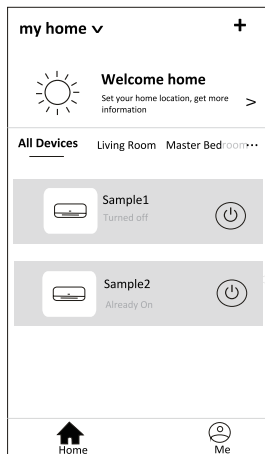 my home
Welcome home
Set your home location, get more
information
All Devices Living Room Master Bedroom...
Sample1
Turned off
Sample2
Already On
Home Me